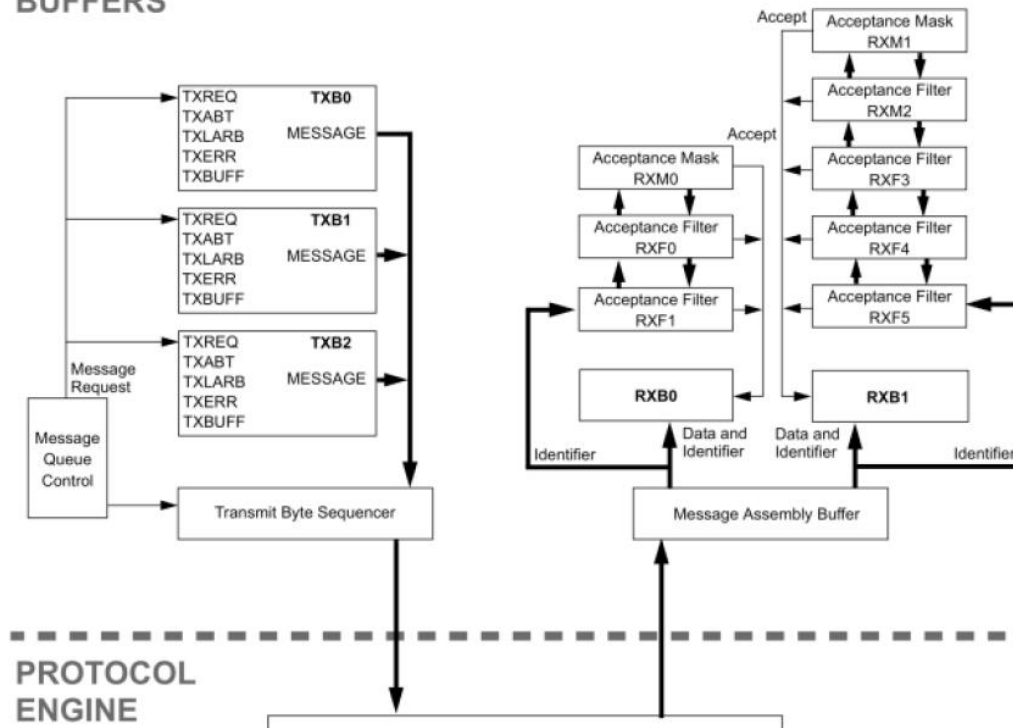 BUFFERS
TXREQ TXB0
TXABT
TXLARB MESSAGE
TXERR
TXBUFF
TXREQ TXB1
TXABT
TXLARB MESSAGE
TXERR
TXBUFF
TXREQ TXB2
TXABT
TXLARB MESSAGE
TXERR
TXBUFF
Message
Request
Message
Queue
Control
Transmit Byte Sequencer
Accept
Acceptance Mask
RXM1
Acceptance Filter
RXM2
Accept
Acceptance Filter
RXF3
Acceptance Filter
RXF4
Acceptance Filter
RXF5
Acceptance Mask
RXM0
Acceptance Filter
RXF0
Acceptance Filter
RXF1
RXB0
RXB1
Identifier
Data and
Identifier
Data and
Identifier
Identifier
Message Assembly Buffer
PROTOCOL
ENGINE